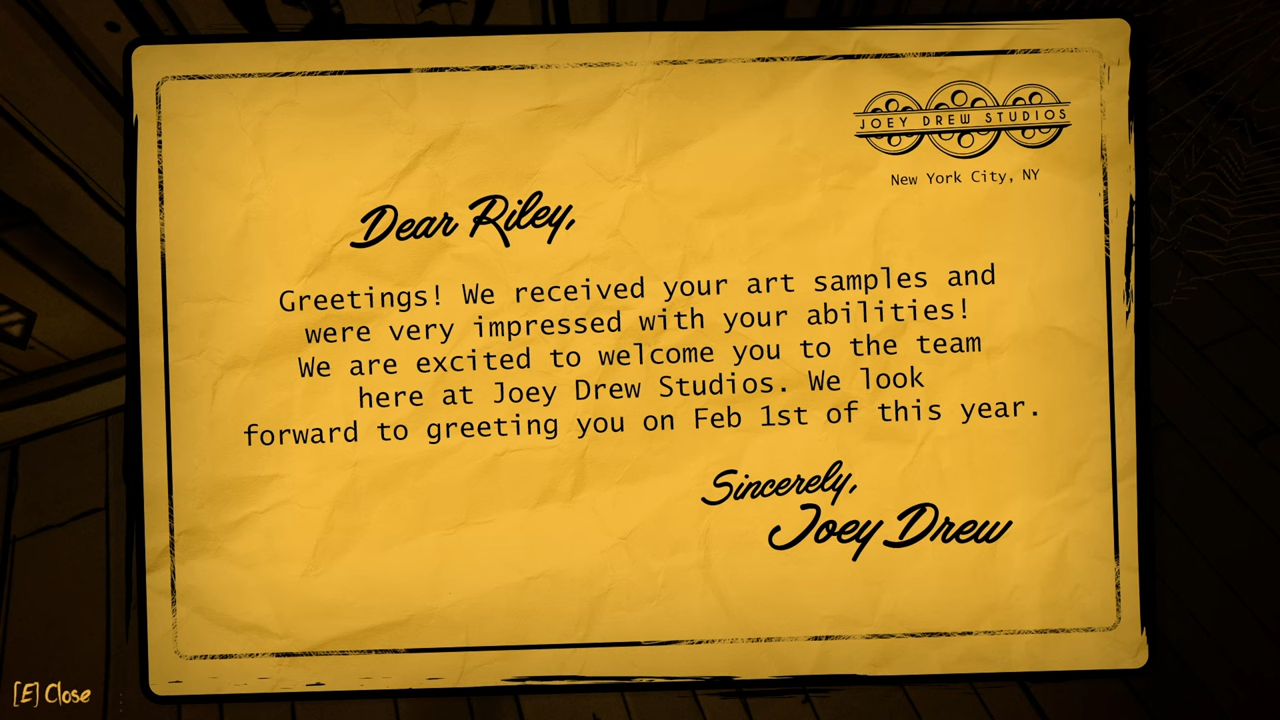 JOEY DREW STUDIOS
New York City, NY
Dear Riley,
Greetings! We received your art samples and
were very impressed with your abilities!
We are excited to welcome you to the team
here at Joey Drew Studios. We look
forward to greeting you on Feb 1st of this year.
Sincerely,
Joey Drew
[E] Close